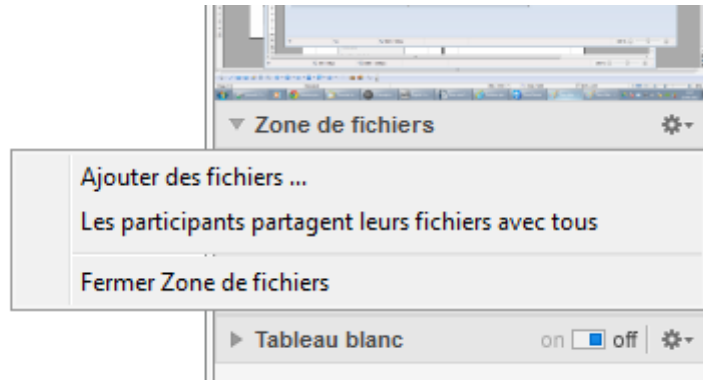 Zone de fichiers
Ajouter des fichiers ...
Les participants partagent leurs fichiers avec tous
Fermer Zone de fichiers
Tableau blanc on off